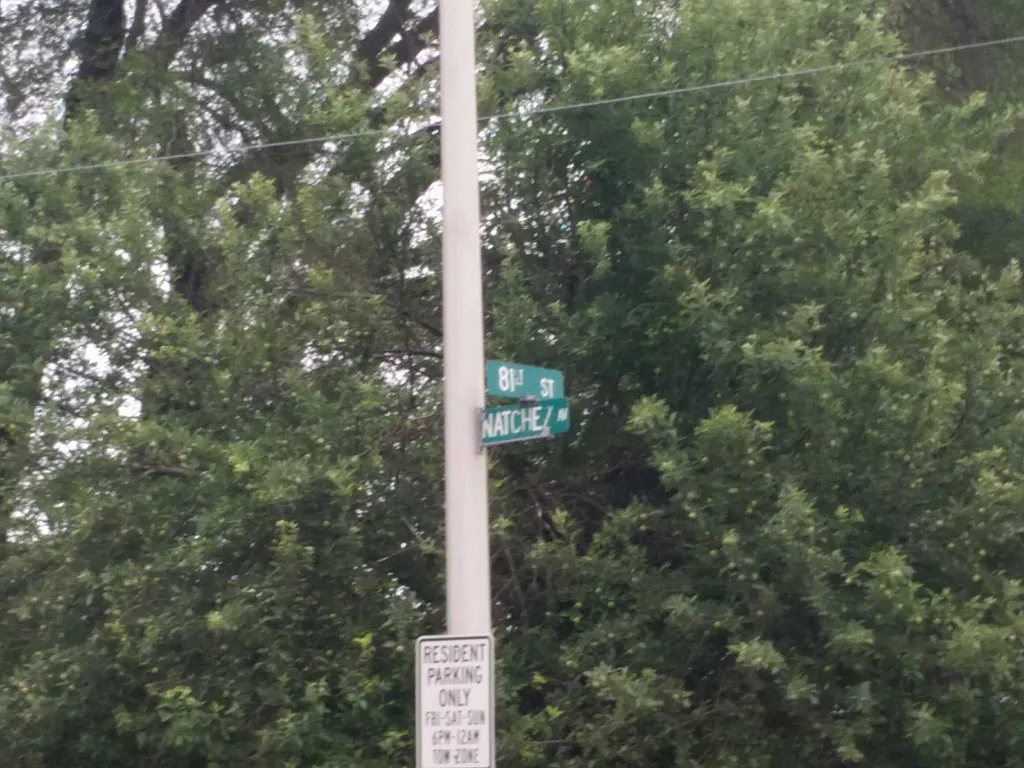 81ST ST
NATCHEZ AV
RESIDENT
PARKING
ONLY
FRI-SAT-SUN
6PM-12AM
TOW-ZONE